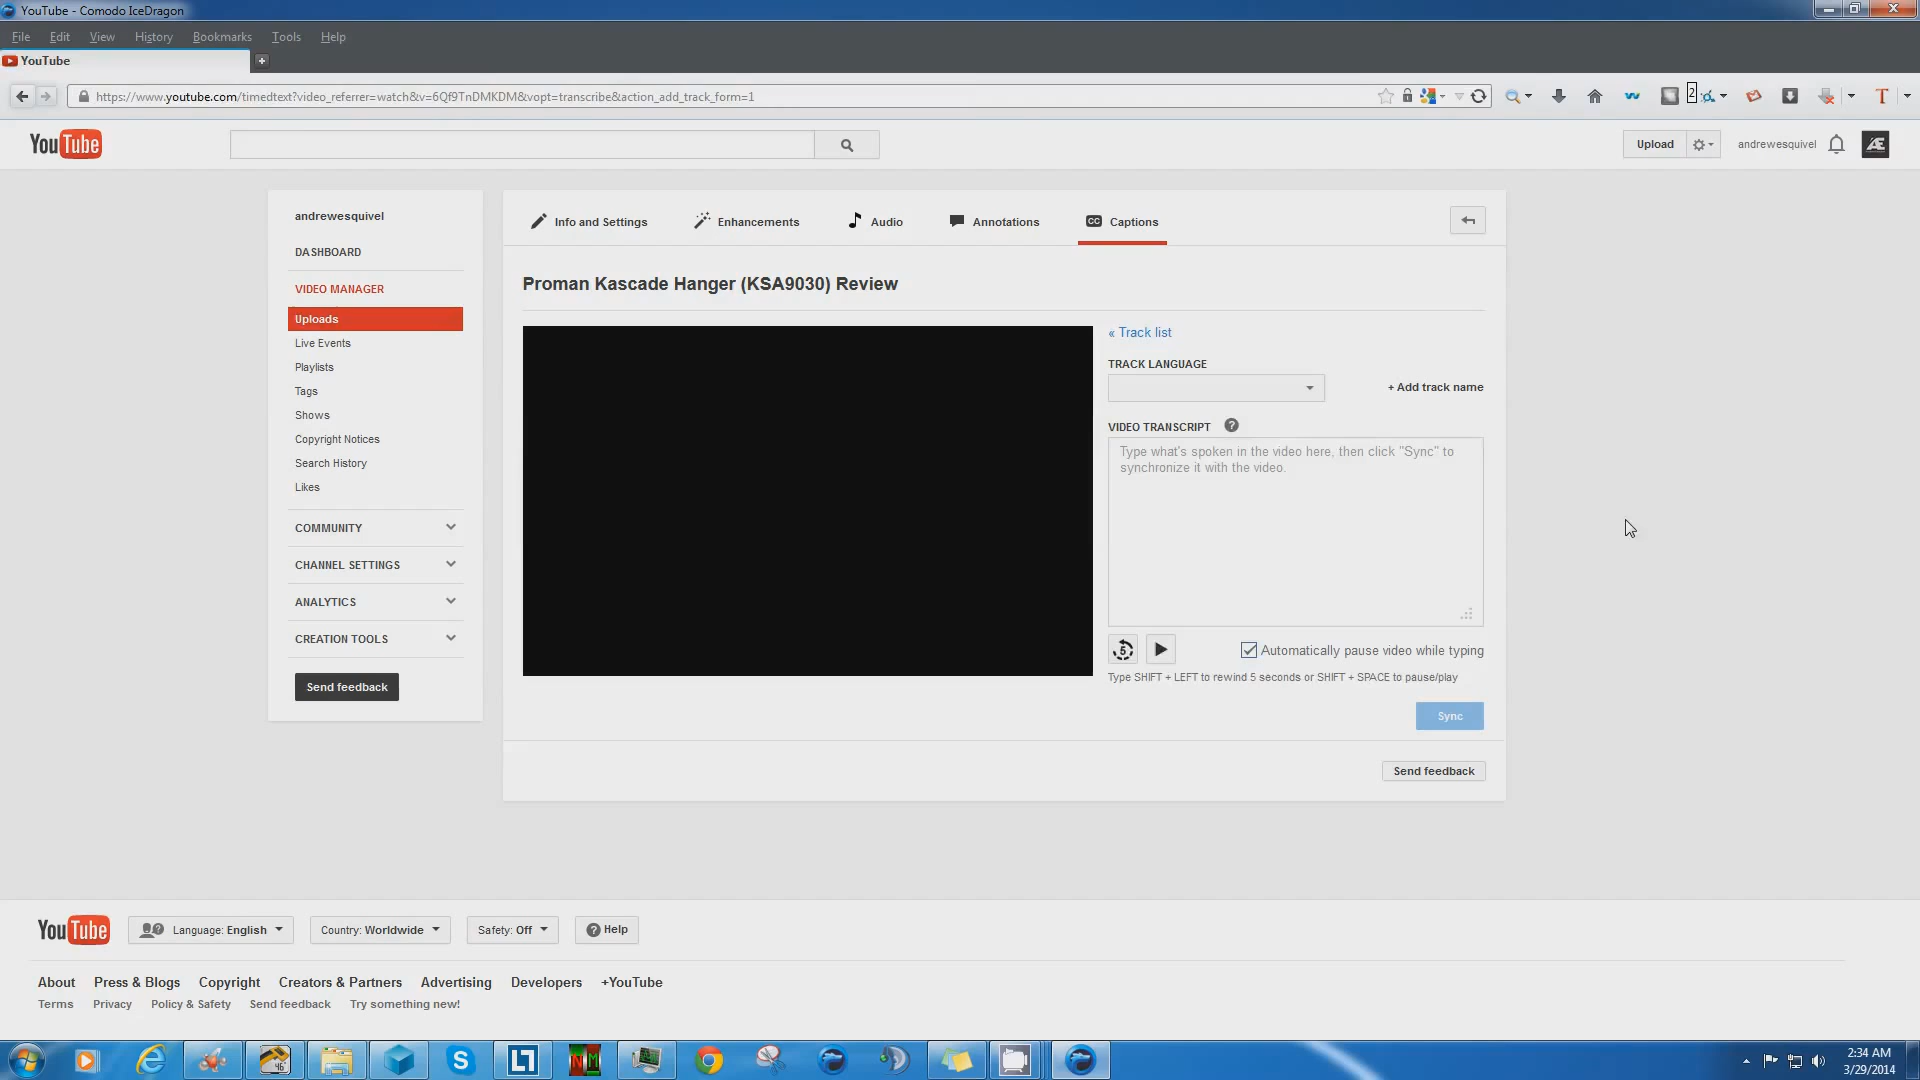 YouTube - Comodo IceDragon
File Edit View History Bookmarks Tools Help
YouTube
https://www.youtube.com/timedtext?video_referrer=watch&v=6Qf9TnDMKDM&vopt=transcribe&action_add_track_form=1
2
T
YouTube
Upload
andrewesquivel
Æ
andrewesquivel
DASHBOARD
VIDEO MANAGER
Uploads
Live Events
Playlists
Tags
Shows
Copyright Notices
Search History
Likes
COMMUNITY
CHANNEL SETTINGS
ANALYTICS
CREATION TOOLS
Send feedback
Info and Settings
Enhancements
Audio
Annotations
CC Captions
Proman Kascade Hanger (KSA9030) Review
« Track list
TRACK LANGUAGE
+ Add track name
VIDEO TRANSCRIPT ?
Type what's spoken in the video here, then click "Sync" to
synchronize it with the video.
5
Automatically pause video while typing
Type SHIFT + LEFT to rewind 5 seconds or SHIFT + SPACE to pause/play
Sync
Send feedback
YouTube
Language: English
Country: Worldwide
Safety: Off
? Help
About Press & Blogs Copyright Creators & Partners Advertising Developers +YouTube
Terms Privacy Policy & Safety Send feedback Try something new!
46°
NM
2:34 AM
3/29/2014